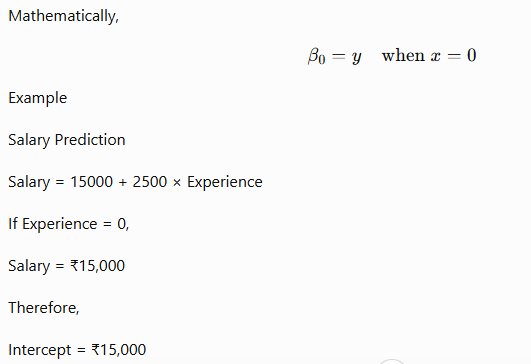 Mathematically,
β₀ = y when x = 0
Example
Salary Prediction
Salary = 15000 + 2500 × Experience
If Experience = 0,
Salary = ₹15,000
Therefore,
Intercept = ₹15,000